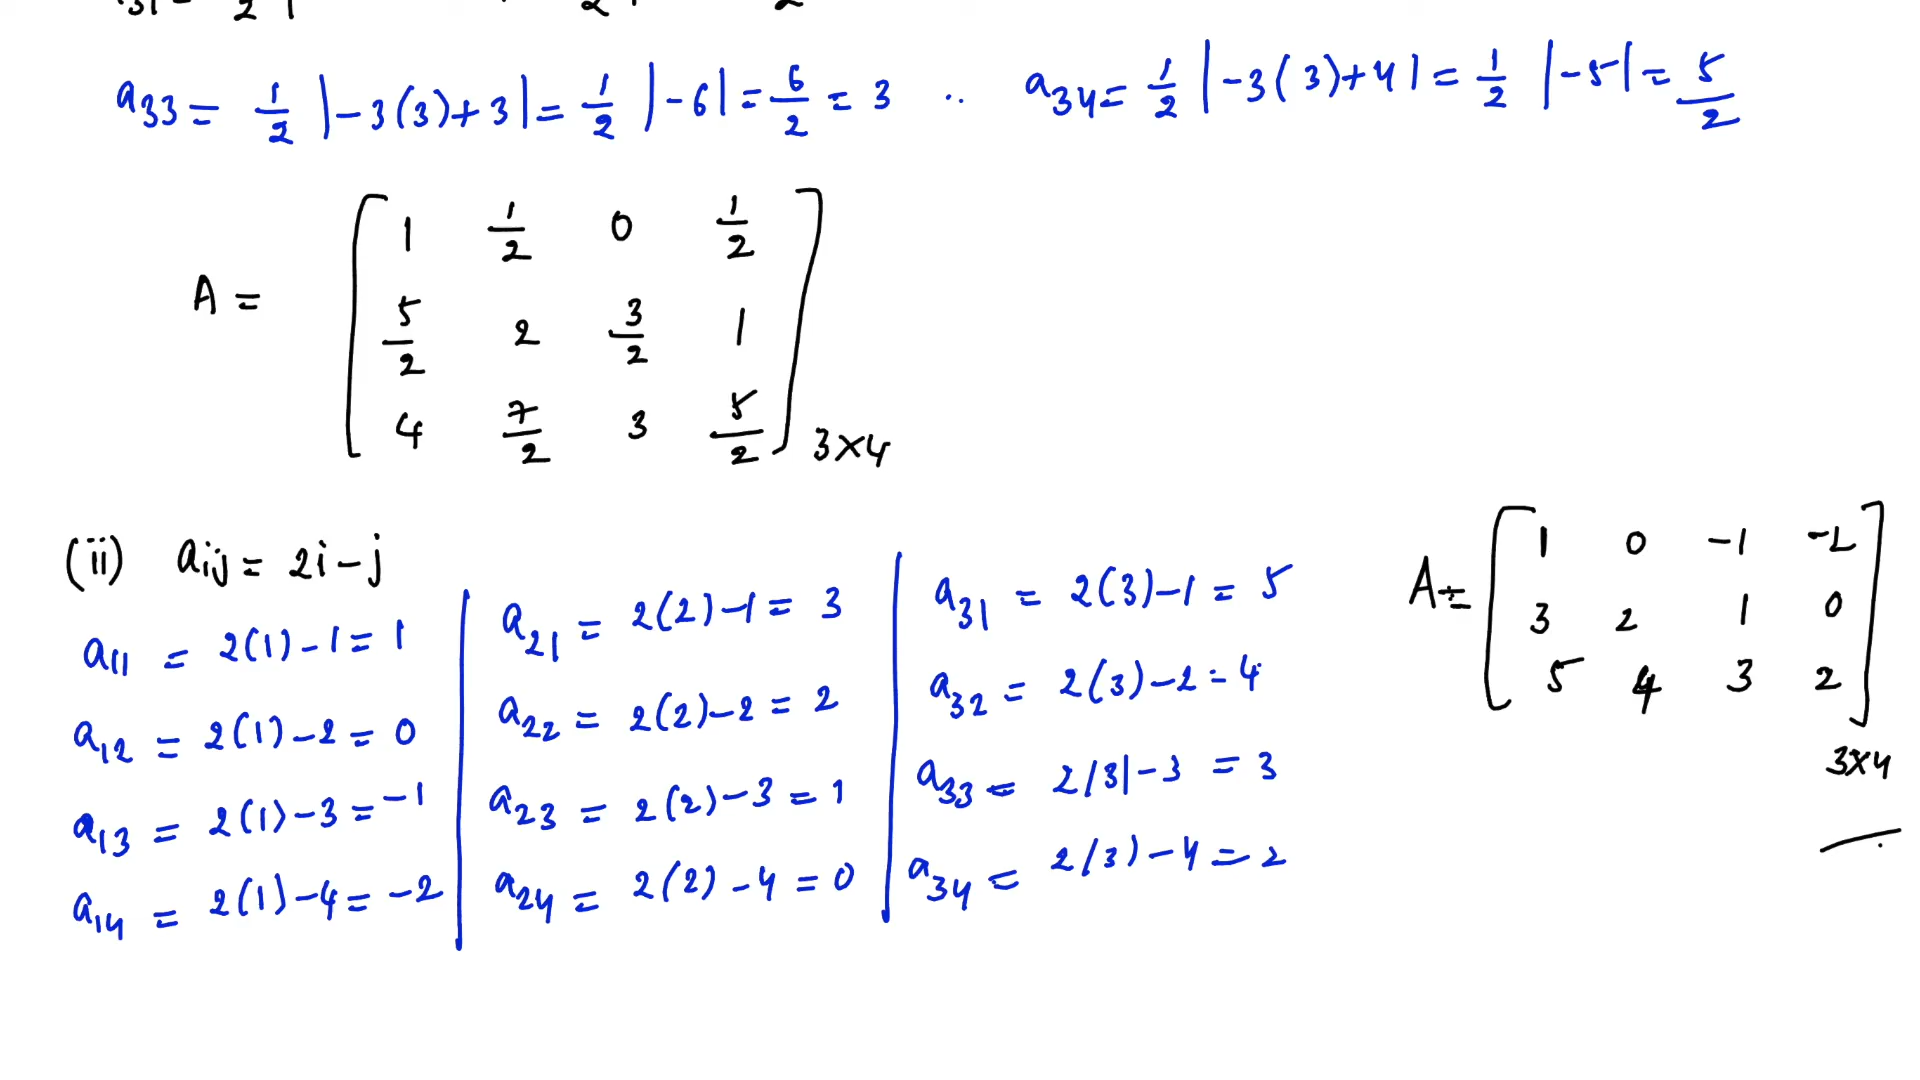 a33 = 1/2 |-3(3)+3| = 1/2 |-6| = 6/2 = 3 .. a34 = 1/2 |-3(3)+4| = 1/2 |-5| = 5/2
A = [ 1 1/2 0 1/2
5/2 2 3/2 1
4 7/2 3 5/2 ] 3×4
(ii) aij = 2i-j
a11 = 2(1)-1 = 1
a12 = 2(1)-2 = 0
a13 = 2(1)-3 = -1
a14 = 2(1)-4 = -2
a21 = 2(2)-1 = 3
a22 = 2(2)-2 = 2
a23 = 2(2)-3 = 1
a24 = 2(2)-4 = 0
a31 = 2(3)-1 = 5
a32 = 2(3)-2 = 4
a33 = 2(3)-3 = 3
a34 = 2(3)-4 = 2
A = [ 1 0 -1 -2
3 2 1 0
5 4 3 2 ]
3×4